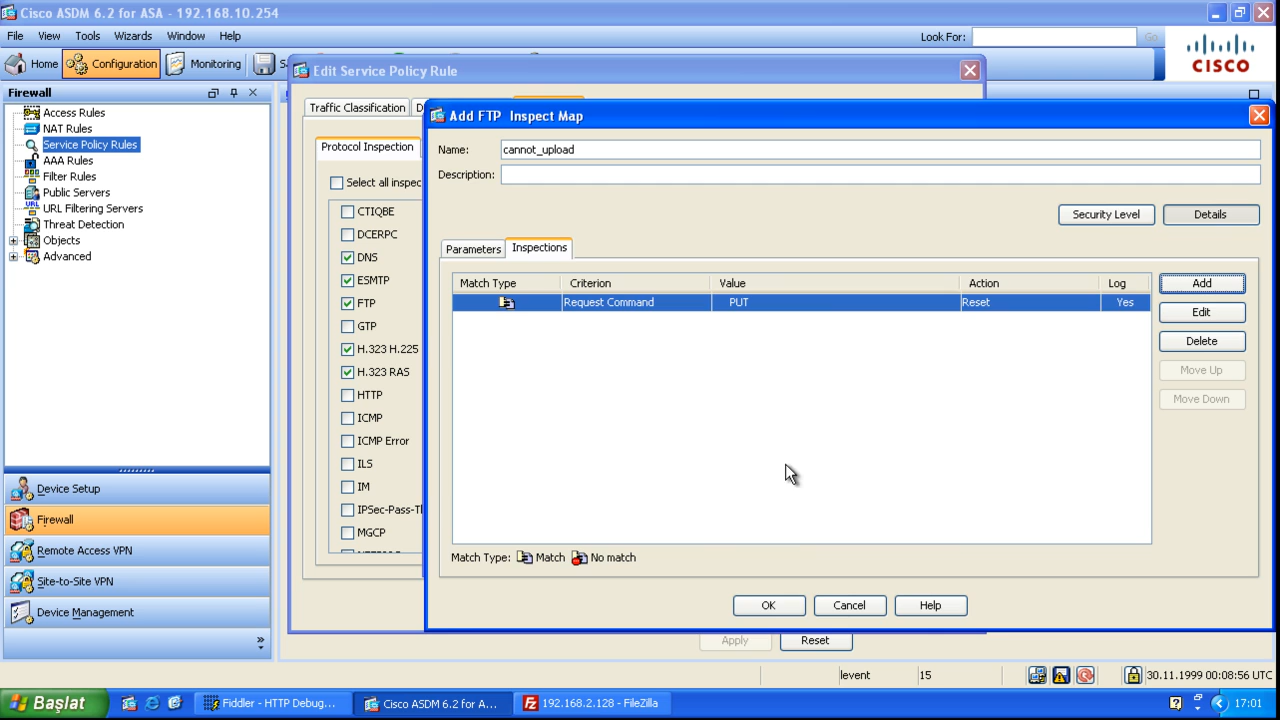 Cisco ASDM 6.2 for ASA - 192.168.10.254
File View Tools Wizards Window Help
Look For:
Go
Home Configuration Monitoring
CISCO
Firewall
Access Rules
NAT Rules
Service Policy Rules
AAA Rules
Filter Rules
Public Servers
URL URL Filtering Servers
Threat Detection
Objects
Advanced
Device Setup
Firewall
Remote Access VPN
Site-to-Site VPN
Device Management
Edit Service Policy Rule
Traffic Classification
Protocol Inspection
Select all inspec
CTIQBE
DCERPC
DNS
ESMTP
FTP
GTP
H.323 H.225
H.323 RAS
HTTP
ICMP
ICMP Error
ILS
IM
IPSec-Pass-T
MGCP
Add FTP Inspect Map
Name: cannot_upload
Description:
Security Level Details
Parameters Inspections
Match Type Criterion Value Action Log
Request Command PUT Reset Yes
Add
Edit
Delete
Move Up
Move Down
Match Type: Match No match
OK Cancel Help
Apply Reset
levent 15 30.11.1999 00:08:56 UTC
Başlat Fiddler - HTTP Debug... Cisco ASDM 6.2 for A... 192.168.2.128 - FileZilla 17:01